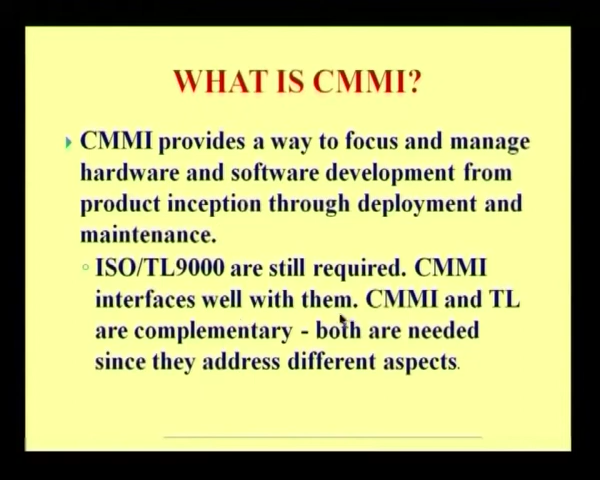 WHAT IS CMMI?
CMMI provides a way to focus and manage
hardware and software development from
product inception through deployment and
maintenance.
ISO/TL9000 are still required. CMMI
interfaces well with them. CMMI and TL
are complementary - both are needed
since they address different aspects.